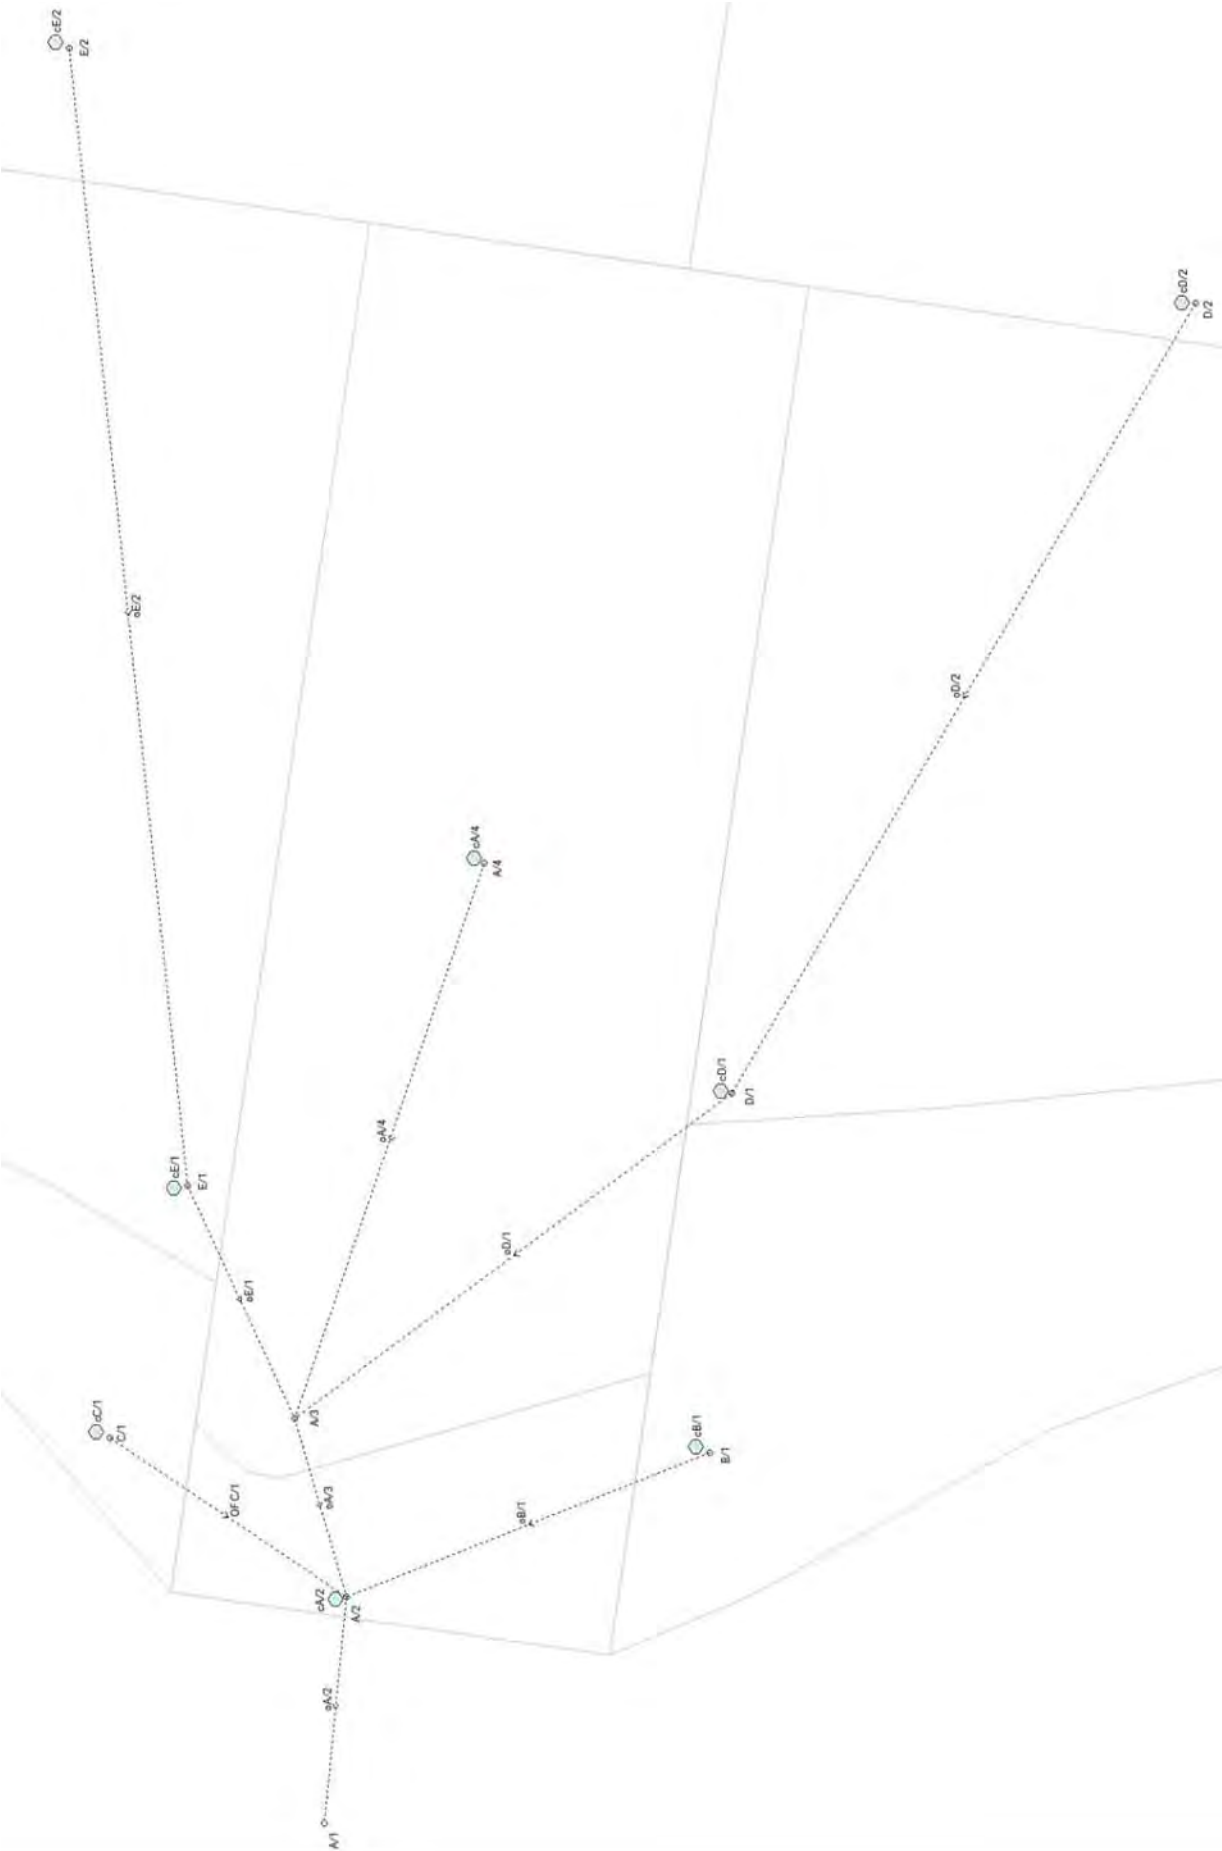 cE/2
E/2
cD/2
D/2
oE/2
oD/2
cA/4
A/4
cD/1
D/1
oA/4
cE/1
E/1
oD/1
oE/1
cC/1
C/1
A/3
cB/1
B/1
OFC/1
oA/3
oB/1
cA/2
A/2
oA/2
A/1